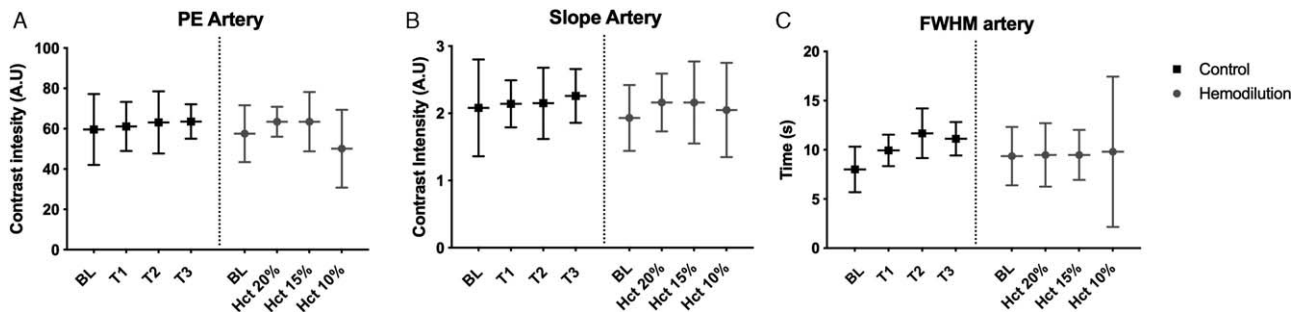 A
PE Artery
Contrast intesity (A.U)
100
80
60
40
20
0
BL
T1
T2
T3
BL
Hct 20%
Hct 15%
Hct 10%
B
Slope Artery
Contrast Intensity (A.U)
3
2
1
0
BL
T1
T2
T3
BL
Hct 20%
Hct 15%
Hct 10%
C
FWHM artery
Time (s)
20
15
10
5
0
BL
T1
T2
T3
BL
Hct 20%
Hct 15%
Hct 10%
Control
Hemodilution